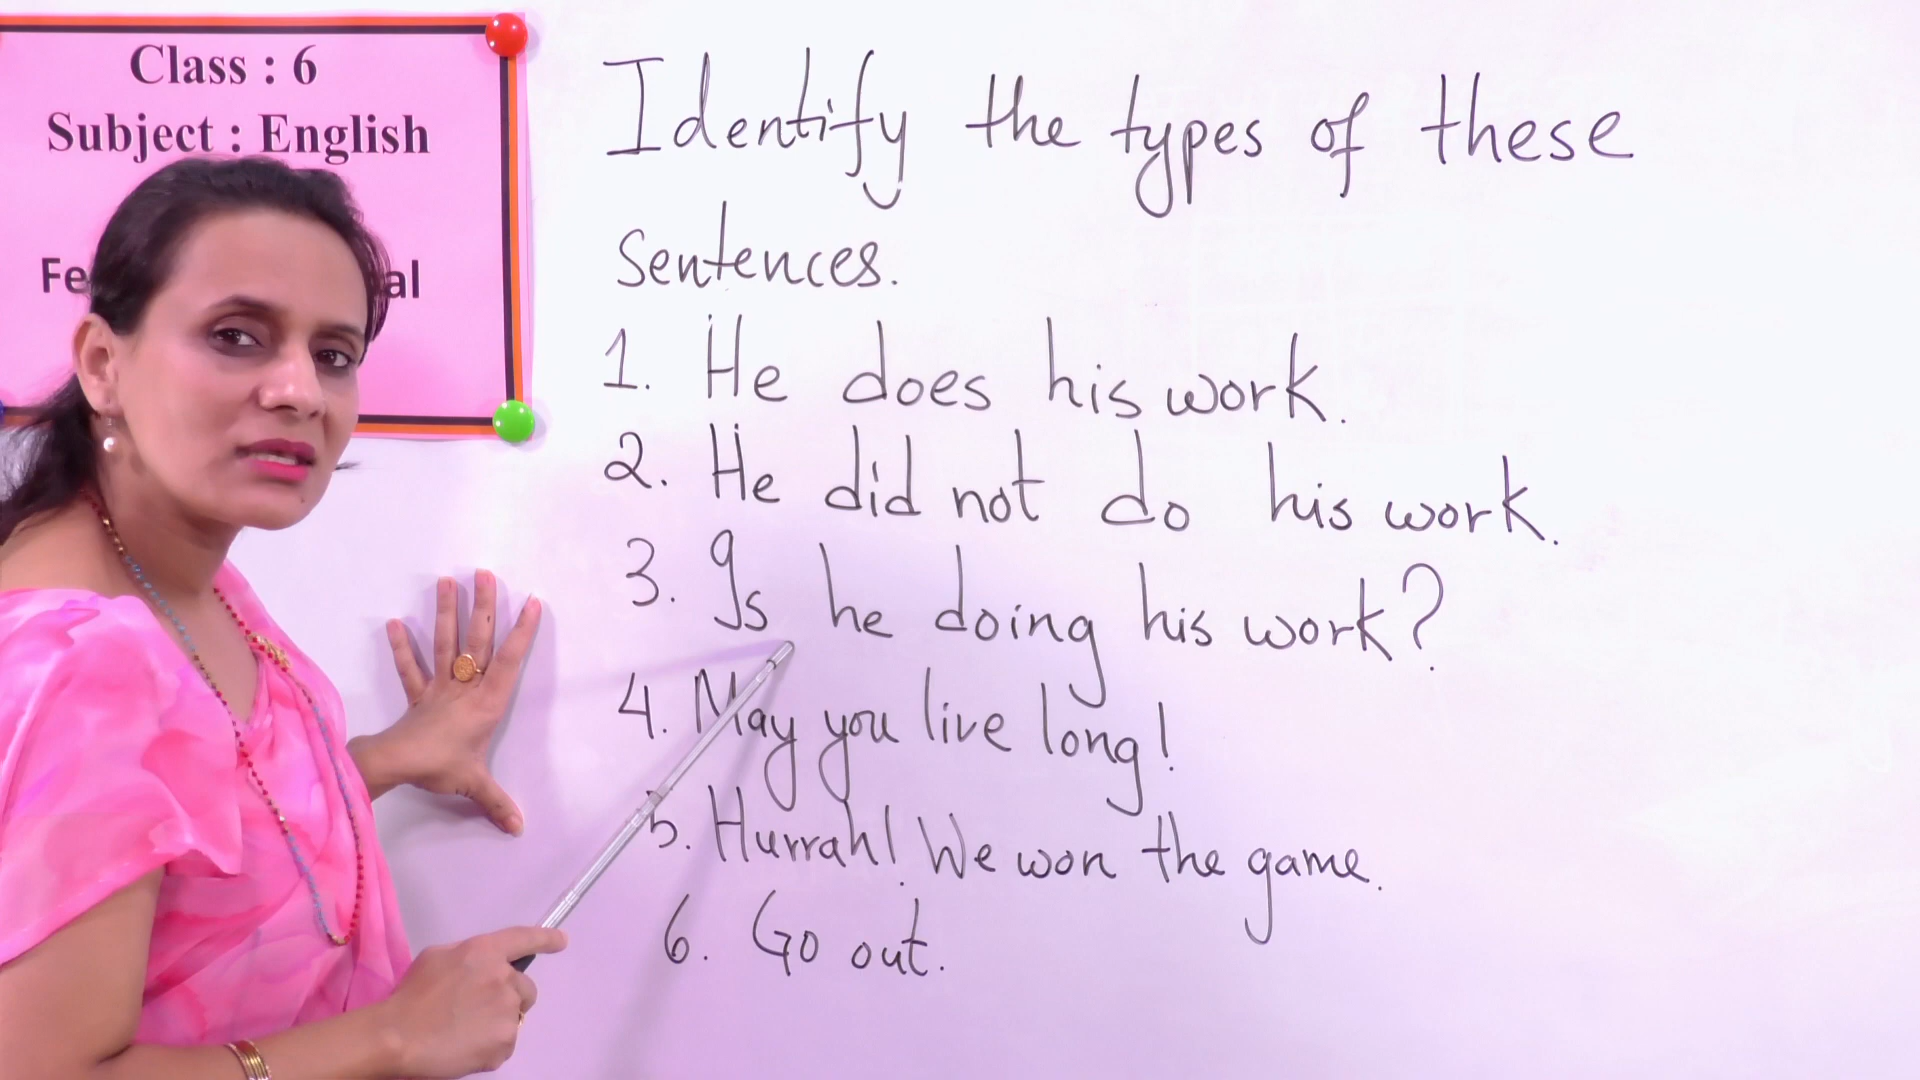 Class : 6
Subject : English
Identify the types of these
sentences.
1. He does his work.
2. He did not do his work.
3. Is he doing his work?
4. May you live long!
5. Hurrah! We won the game.
6. Go out.